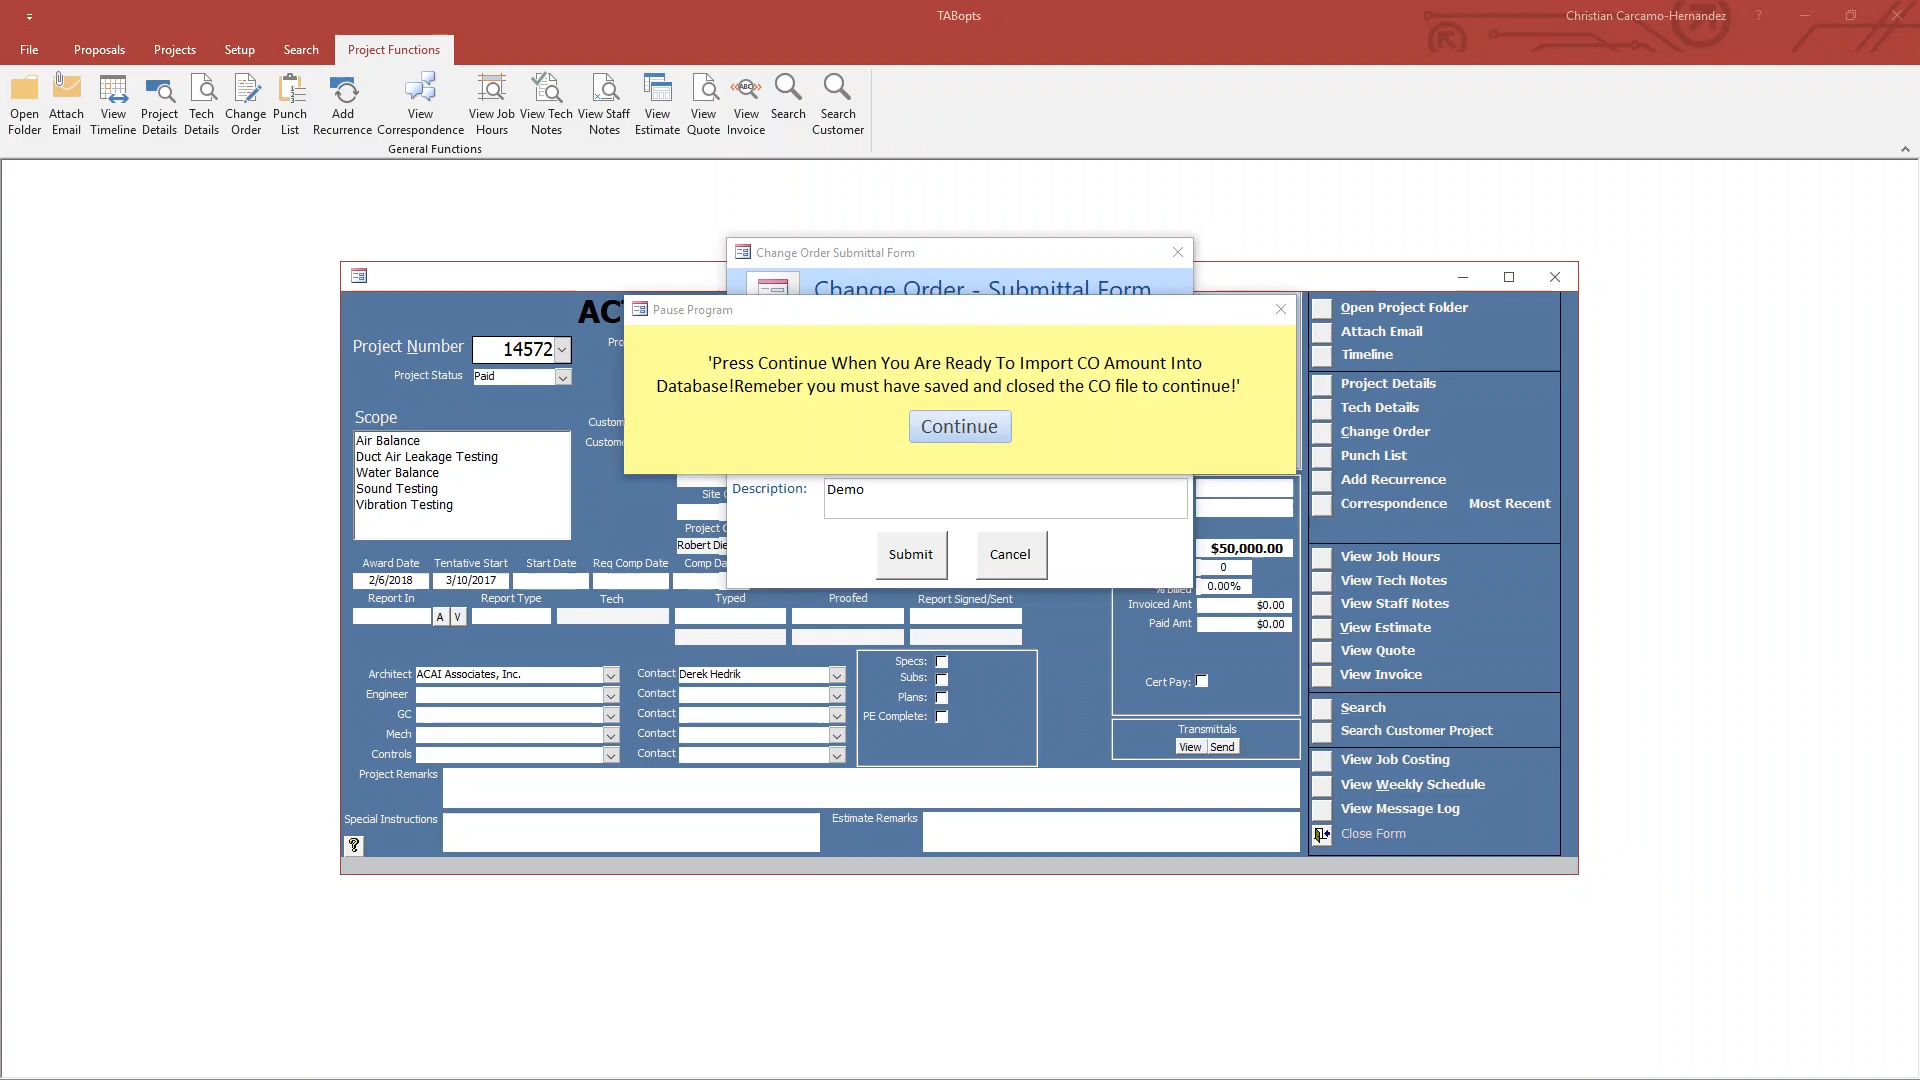 TABopts
Christian Carcamo-Hernandez
?
File
Proposals
Projects
Setup
Search
Project Functions
Open Folder
Attach Email
View Timeline
Project Details
Tech Details
Change Order
Punch List
Add Recurrence
View Correspondence
View Job Hours
View Tech Notes
View Staff Notes
View Estimate
View Quote
View Invoice
Search
Search Customer
General Functions
Change Order Submittal Form
Change Order - Submittal Form
Pause Program
'Press Continue When You Are Ready To Import CO Amount Into
Database!Remeber you must have saved and closed the CO file to continue!'
Continue
Description: Demo
Submit
Cancel
Project Number 14572
Project Status Paid
Scope
Air Balance
Duct Air Leakage Testing
Water Balance
Sound Testing
Vibration Testing
Award Date
Tentative Start
Start Date
Req Comp Date
2/6/2018
3/10/2017
Report In
Report Type
Tech
Typed
Proofed
Report Signed/Sent
A
V
$50,000.00
0
0.00%
Invoiced Amt $0.00
Paid Amt $0.00
Cert Pay:
Architect ACAI Associates, Inc.
Contact Derek Hedrik
Engineer
Contact
GC
Contact
Mech
Contact
Controls
Contact
Specs:
Subs:
Plans:
PE Complete:
Transmittals
View
Send
Project Remarks
Special Instructions
Estimate Remarks
?
Open Project Folder
Attach Email
Timeline
Project Details
Tech Details
Change Order
Punch List
Add Recurrence
Correspondence
Most Recent
View Job Hours
View Tech Notes
View Staff Notes
View Estimate
View Quote
View Invoice
Search
Search Customer Project
View Job Costing
View Weekly Schedule
View Message Log
Close Form